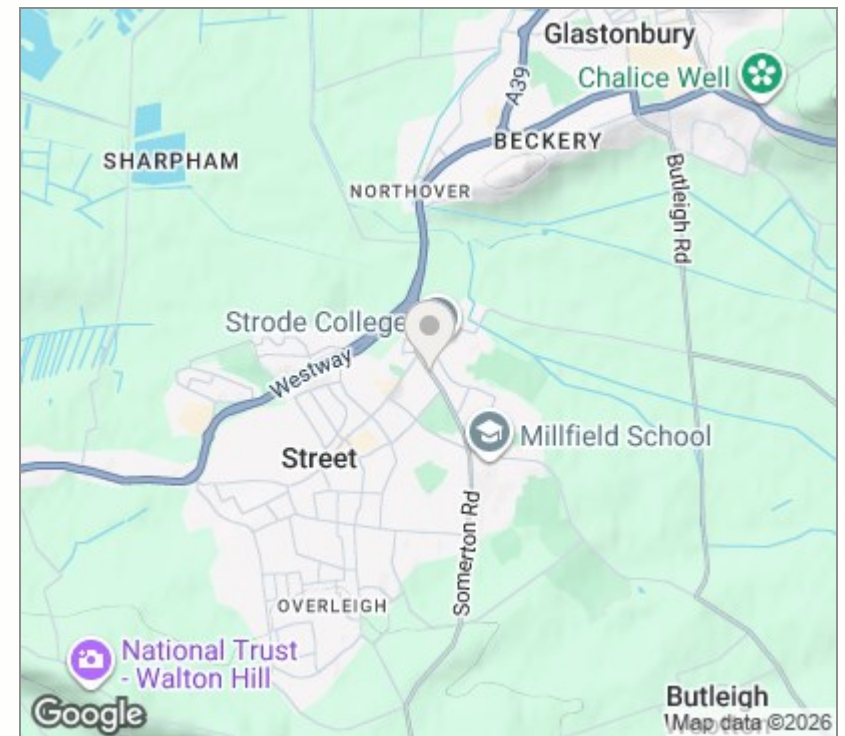 Glastonbury
Chalice Well
A39
BECKERY
SHARPHAM
NORTHOVER
Butleigh Rd
Strode College
Westway
Millfield School
Street
Somerton Rd
OVERLEIGH
National Trust
- Walton Hill
Butleigh
Google
Map data ©2026